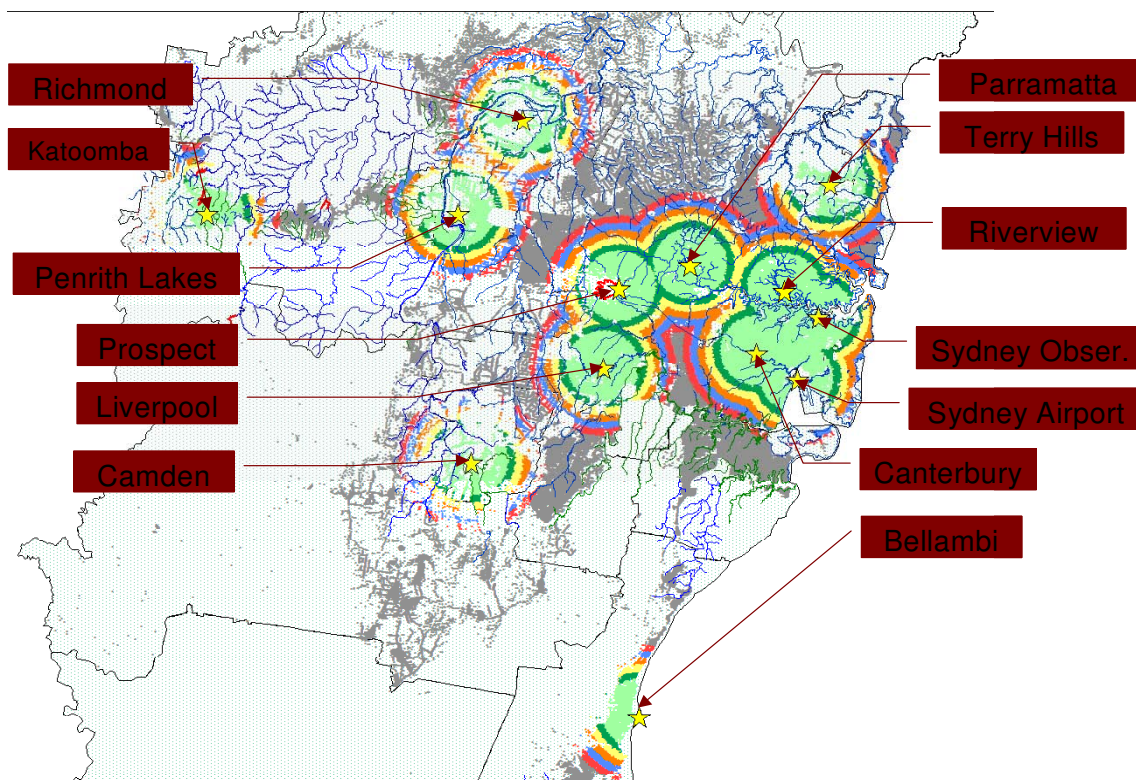 Richmond
Katoomba
Penrith Lakes
Prospect
Liverpool
Camden
Parramatta
Terry Hills
Riverview
Sydney Obser.
Sydney Airport
Canterbury
Bellambi